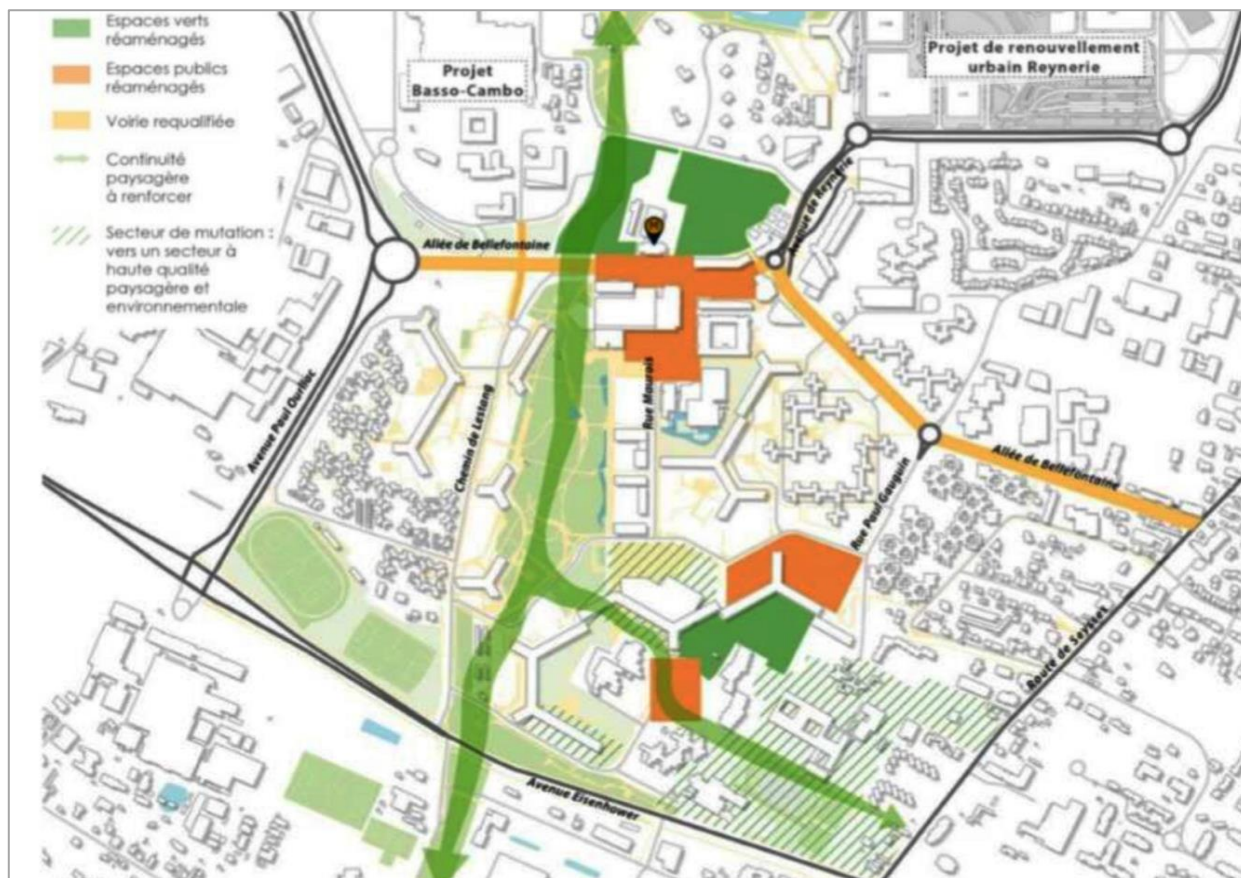 Espaces verts
réaménagés
Espaces publics
réaménagés
Voirie requalifiée
Continuité
paysagère
à renforcer
Secteur de mutation :
vers un secteur à
haute qualité
paysagère et
environnementale
Projet
Basso-Cambo
Projet de renouvellement
urbain Reynerie
Avenue de Reynerie
Allée de Bellefontaine
M
Rue Maurois
Avenue Paul Ourliac
Chemin de Lestang
Allée de Bellefontaine
Rue Paul Gauguin
Route de Seysses
Avenue Eisenhower